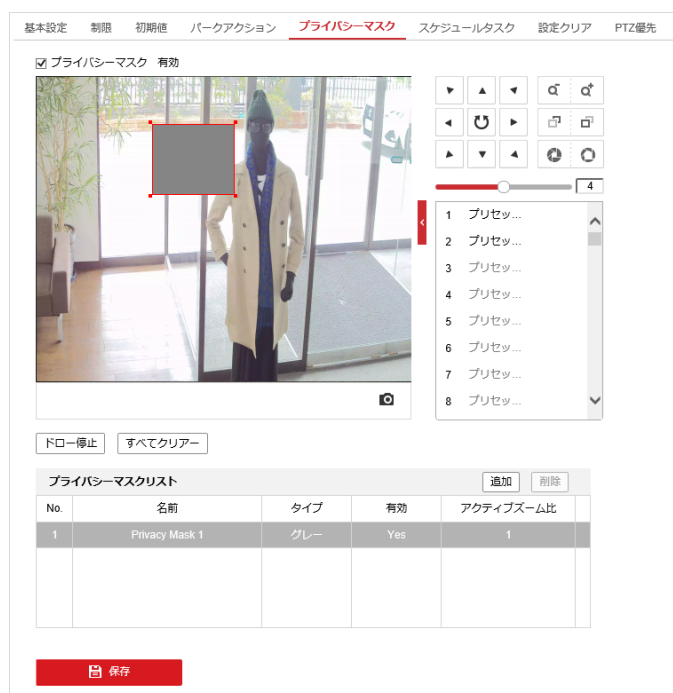 基本設定 制限 初期値 パークアクション プライバシーマスク スケジュールタスク 設定クリア PTZ優先
プライバシーマスク 有効
4
1 プリセッ...
2 プリセッ...
3 プリセッ...
4 プリセッ...
5 プリセッ...
6 プリセッ...
7 プリセッ...
8 プリセッ...
ドロー停止 すべてクリアー
プライバシーマスクリスト 追加 削除
No. 名前 タイプ 有効 アクティブズーム比
1 Privacy Mask 1 グレー Yes 1
保存